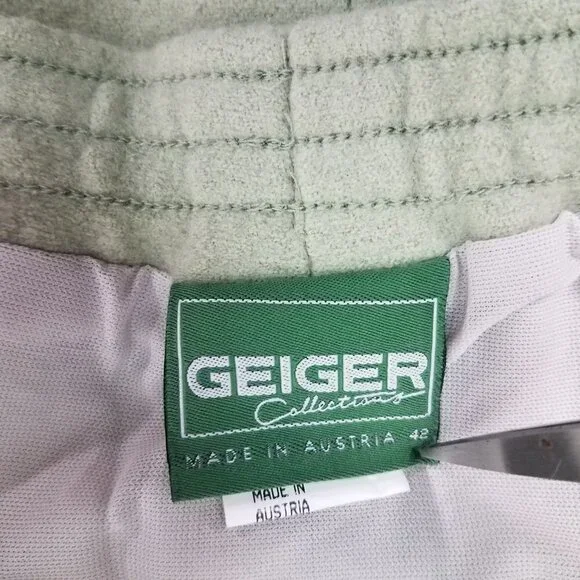 GEIGER
Collections
MADE IN AUSTRIA 42
MADE IN
AUSTRIA